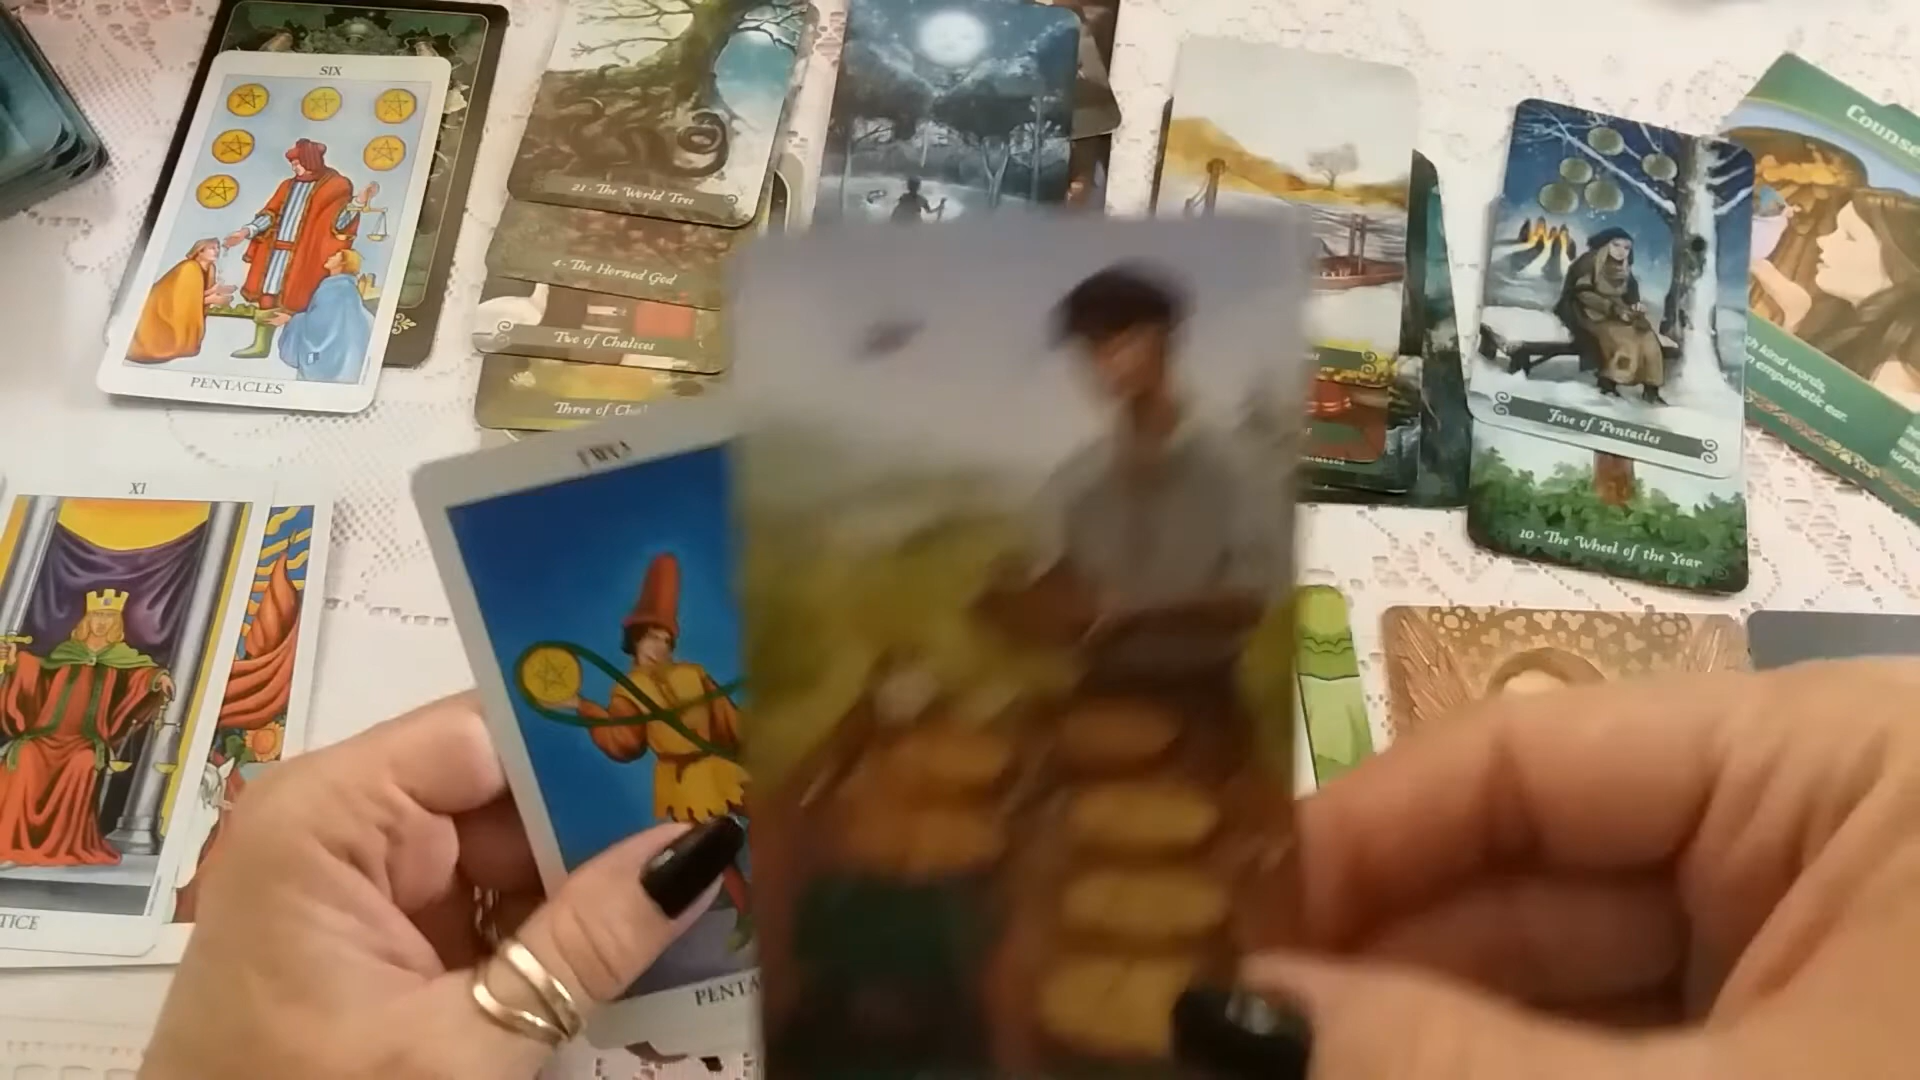 SIX
PENTACLES
21 · The World Tree
4 · The Horned God
Two of Chalices
Three of Cha
Five of Pentacles
10 · The Wheel of the Year
Counse
kind words,
empathetic ear.
XI
TICE
PENTA